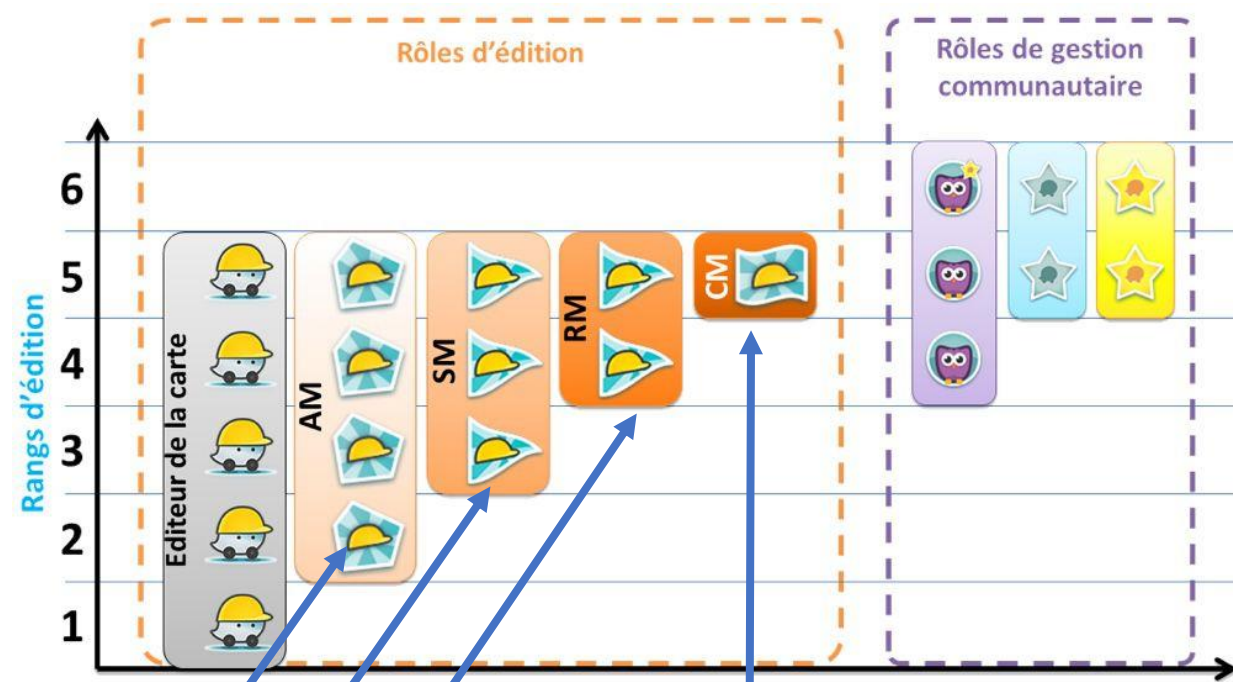 Rôles d'édition
Rôles de gestion
communautaire
Rangs d'édition
6
5
4
3
2
1
Editeur de la carte
AM
SM
RM
CM